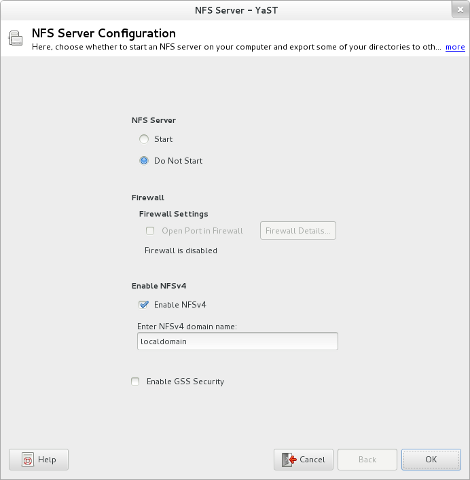 NFS Server - YaST
NFS Server Configuration
Here, choose whether to start an NFS server on your computer and export some of your directories to oth... more
NFS Server
Start
Do Not Start
Firewall
Firewall Settings
Open Port in Firewall
Firewall Details...
Firewall is disabled
Enable NFSv4
Enable NFSv4
Enter NFSv4 domain name:
localdomain
Enable GSS Security
Help
Cancel
Back
OK